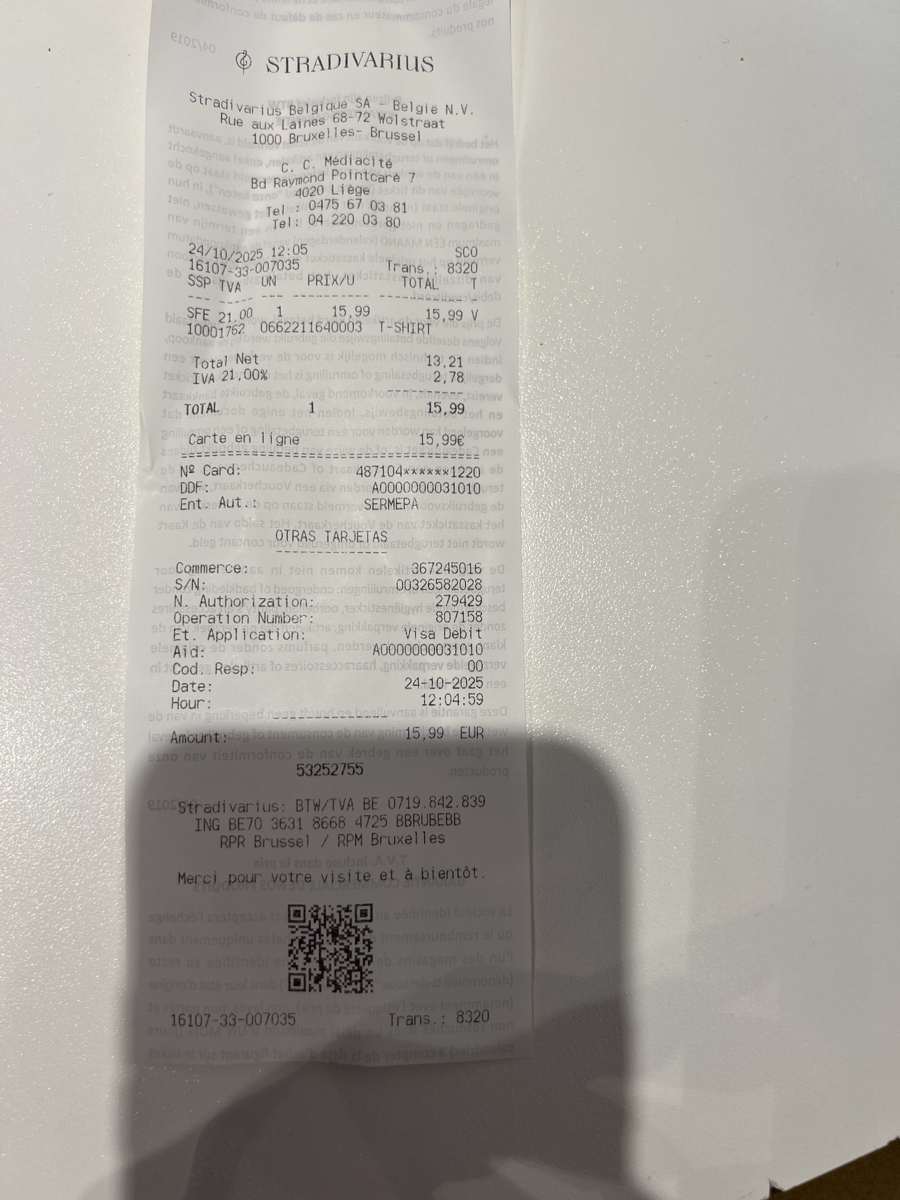 STRADIVARIUS
Stradivarius Belgique SA - Belgie N.V.
Rue aux Laines 68-72 Wolstraat
1000 Bruxelles- Brussel
C. C. Médiacité
Bd Raymond Pointcaré 7
4020 Liège
Tel : 0475 67 03 81
Tel: 04 220 03 80
24/10/2025 12:05 SCO
16107-33-007035 Trans.: 8320
SSP TVA UN PRIX/U TOTAL T
SFE 21,00 1 15,99 15,99 V
10001762 0662211640003 T-SHIRT
Total Net 13,21
IVA 21,00% 2,78
TOTAL 1 15,99
Carte en ligne 15,99€
Nº Card: 487104******1220
DDF: A0000000031010
Ent. Aut.: SERMEPA
OTRAS TARJETAS
Commerce: 367245016
S/N: 00326582028
N. Authorization: 279429
Operation Number: 807158
Et. Application: Visa Debit
Aid: A0000000031010
Cod. Resp: 00
Date: 24-10-2025
Hour: 12:04:59
Amount: 15,99 EUR
53252755
Stradivarius: BTW/TVA BE 0719.842.839
ING BE70 3631 8668 4725 BBRUBEBB
RPR Brussel / RPM Bruxelles
Merci pour votre visite et à bientôt.
16107-33-007035 Trans.: 8320